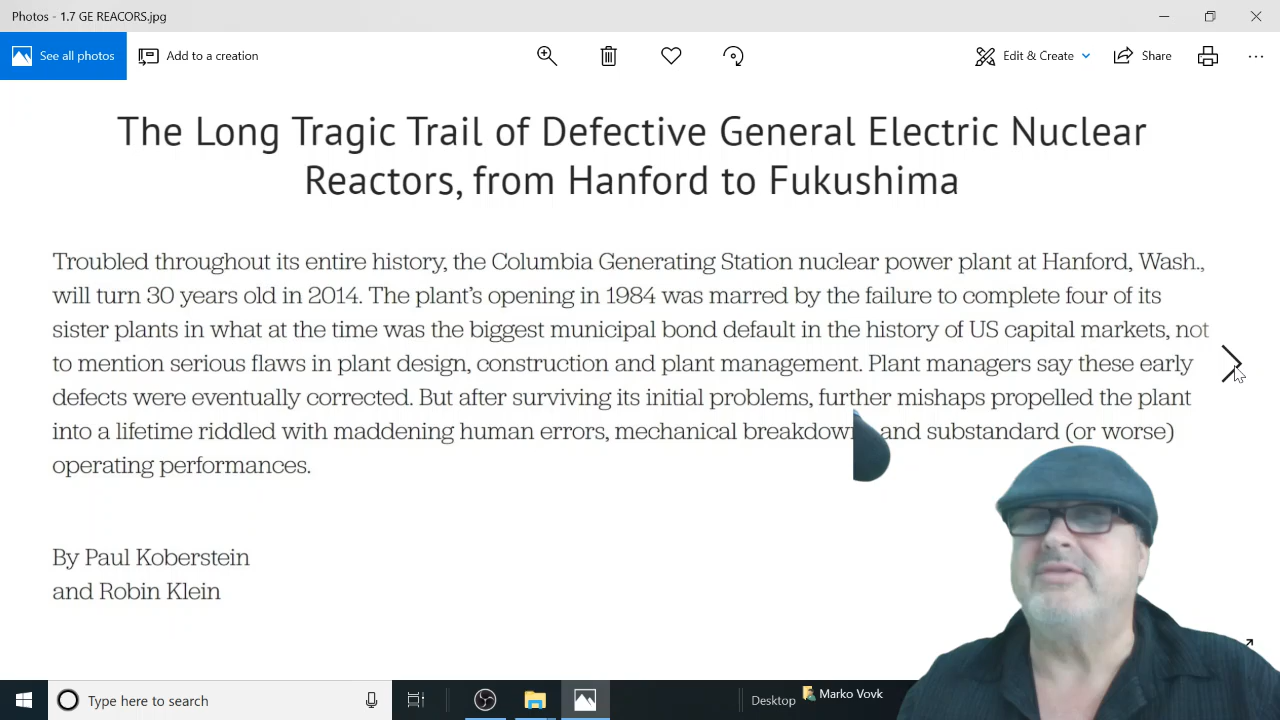 Photos - 1.7 GE REACORS.jpg
See all photos
Add to a creation
Edit & Create
Share
The Long Tragic Trail of Defective General Electric Nuclear
Reactors, from Hanford to Fukushima
Troubled throughout its entire history, the Columbia Generating Station nuclear power plant at Hanford, Wash.,
will turn 30 years old in 2014. The plant's opening in 1984 was marred by the failure to complete four of its
sister plants in what at the time was the biggest municipal bond default in the history of US capital markets, not
to mention serious flaws in plant design, construction and plant management. Plant managers say these early
defects were eventually corrected. But after surviving its initial problems, further mishaps propelled the plant
into a lifetime riddled with maddening human errors, mechanical breakdown and substandard (or worse)
operating performances.
By Paul Koberstein
and Robin Klein
Type here to search
Desktop
Marko Vovk